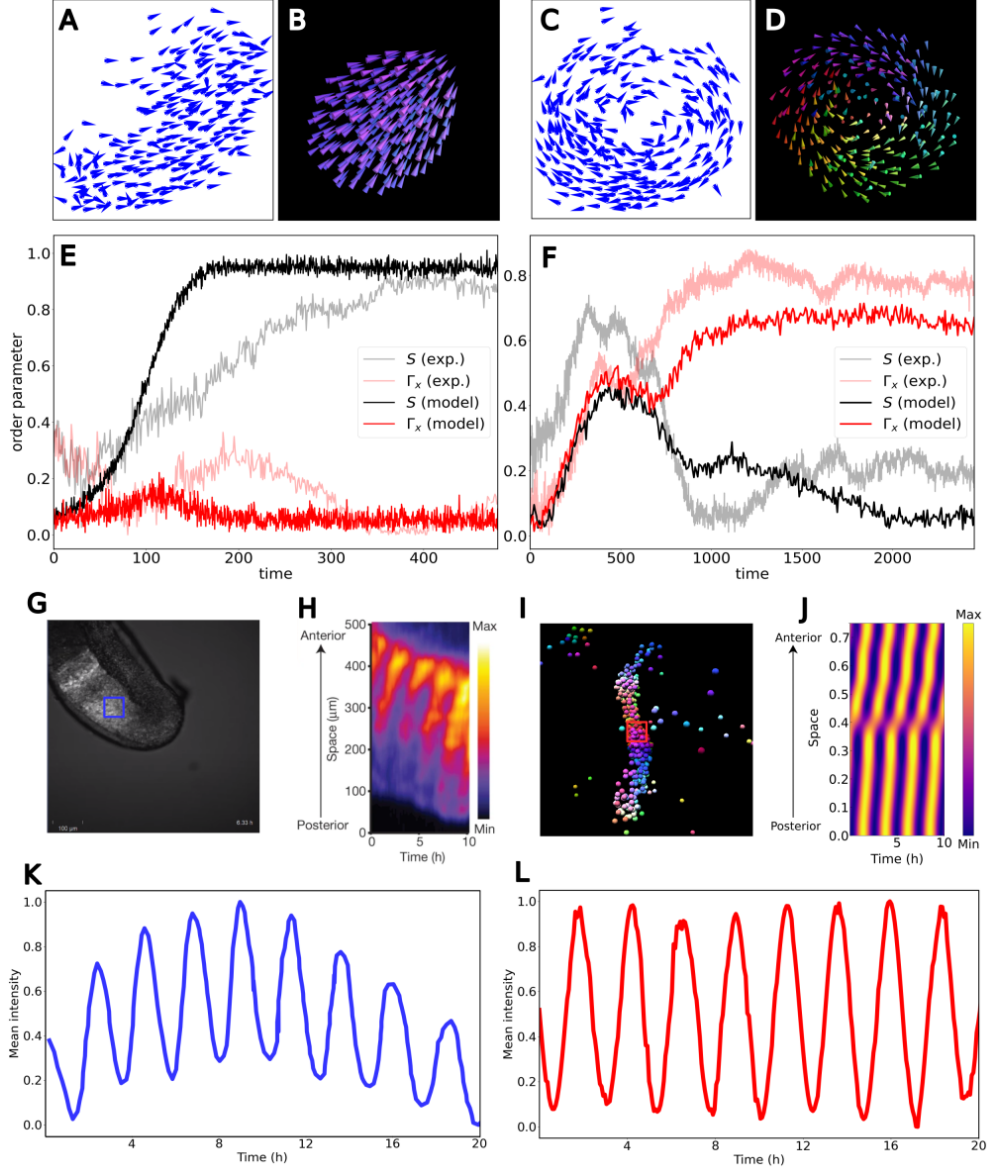 A
B
C
D
E
1.0
0.8
0.6
0.4
0.2
0.0
order parameter
S (exp.)
Γx (exp.)
S (model)
Γx (model)
0
100
200
300
400
time
F
0.8
0.6
0.4
0.2
0.0
S (exp.)
Γx (exp.)
S (model)
Γx (model)
0
500
1000
1500
2000
time
G
100 µm
8.33 h
H
Anterior
Posterior
Space (µm)
500
400
300
200
100
0
0
5
10
Time (h)
Max
Min
I
J
Anterior
Posterior
Space
0.7
0.6
0.5
0.4
0.3
0.2
0.1
0
5
10
Time (h)
Max
Min
K
Mean intensity
1.0
0.8
0.6
0.4
0.2
0.0
4
8
12
16
20
Time (h)
L
Mean intensity
1.0
0.8
0.6
0.4
0.2
0.0
4
8
12
16
20
Time (h)